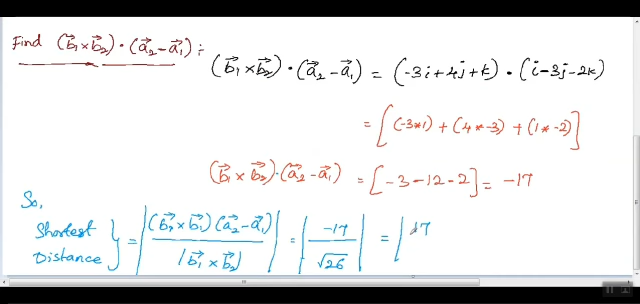 Find (b₁⃗ × b₂⃗) · (a₂⃗ − a₁⃗) :-
(b₁⃗ × b₂⃗) · (a₂⃗ − a₁⃗) = (-3i + 4j + k) · (i − 3j − 2k)
= [(-3*1) + (4*-3) + (1*-2)]
(b₁⃗ × b₂⃗) · (a₂⃗ − a₁⃗) = [-3 − 12 − 2] = −17
So,
Shortest Distance } = | (b₂⃗ × b₁⃗) (a₂⃗ − a₁⃗) / |b₁⃗ × b₂⃗| | = | −17 / √26 | = | 17